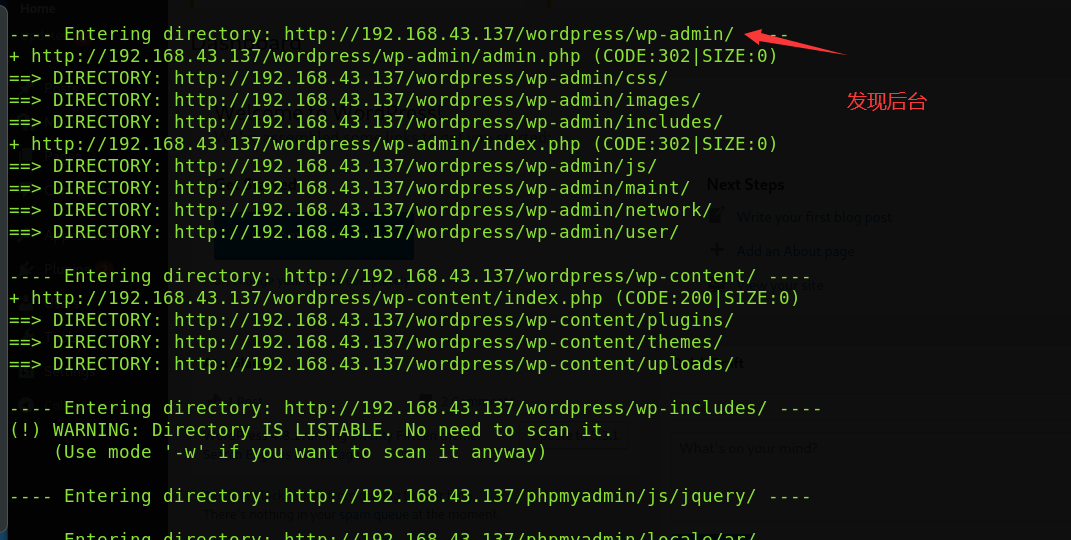 Home
---- Entering directory: http://192.168.43.137/wordpress/wp-admin/ ----
+ http://192.168.43.137/wordpress/wp-admin/admin.php (CODE:302|SIZE:0)
==> DIRECTORY: http://192.168.43.137/wordpress/wp-admin/css/
==> DIRECTORY: http://192.168.43.137/wordpress/wp-admin/images/
发现后台
==> DIRECTORY: http://192.168.43.137/wordpress/wp-admin/includes/
+ http://192.168.43.137/wordpress/wp-admin/index.php (CODE:302|SIZE:0)
==> DIRECTORY: http://192.168.43.137/wordpress/wp-admin/js/
==> DIRECTORY: http://192.168.43.137/wordpress/wp-admin/maint/
Next Steps
==> DIRECTORY: http://192.168.43.137/wordpress/wp-admin/network/
Write your first blog post
==> DIRECTORY: http://192.168.43.137/wordpress/wp-admin/user/
Add an About page
---- Entering directory: http://192.168.43.137/wordpress/wp-content/ ----
your site
+ http://192.168.43.137/wordpress/wp-content/index.php (CODE:200|SIZE:0)
==> DIRECTORY: http://192.168.43.137/wordpress/wp-content/plugins/
==> DIRECTORY: http://192.168.43.137/wordpress/wp-content/themes/
==> DIRECTORY: http://192.168.43.137/wordpress/wp-content/uploads/
---- Entering directory: http://192.168.43.137/wordpress/wp-includes/ ----
(!) WARNING: Directory IS LISTABLE. No need to scan it.
(Use mode '-w' if you want to scan it anyway)
What's on your mind?
---- Entering directory: http://192.168.43.137/phpmyadmin/js/jquery/ ----
There's nothing in your spam queue at the moment.
---- Entering directory: http://192.168.43.137/phpmyadmin/locale/ar/